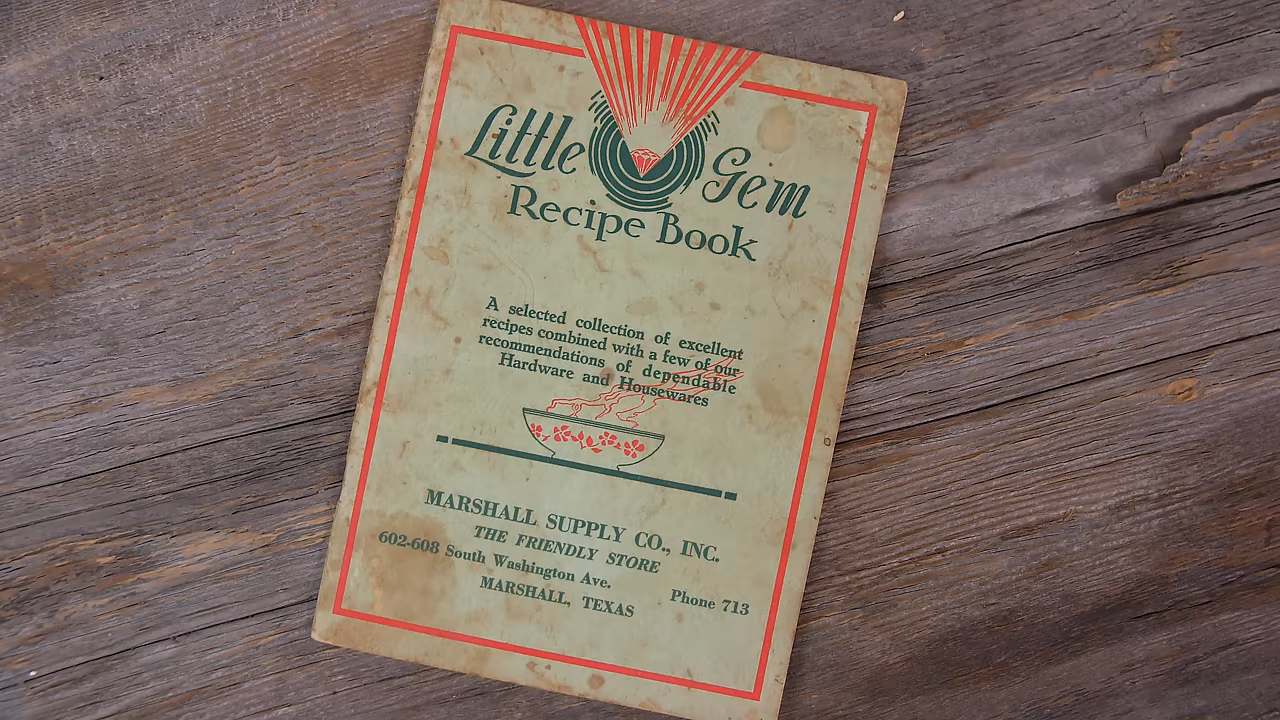 Little Gem
Recipe Book
A selected collection of excellent
recipes combined with a few of our
recommendations of dependable
Hardware and Housewares
MARSHALL SUPPLY CO., INC.
THE FRIENDLY STORE
602-608 South Washington Ave. Phone 713
MARSHALL, TEXAS